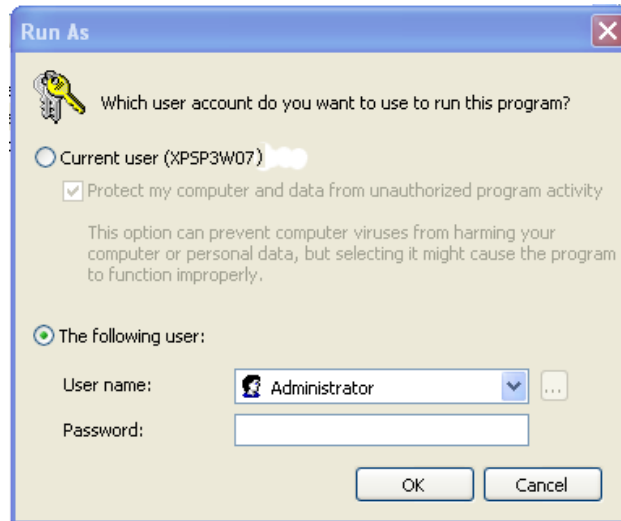 Run As
Which user account do you want to use to run this program?
Current user (XPSP3W07)
Protect my computer and data from unauthorized program activity
This option can prevent computer viruses from harming your
computer or personal data, but selecting it might cause the program
to function improperly.
The following user:
User name:
Administrator
...
Password:
OK
Cancel